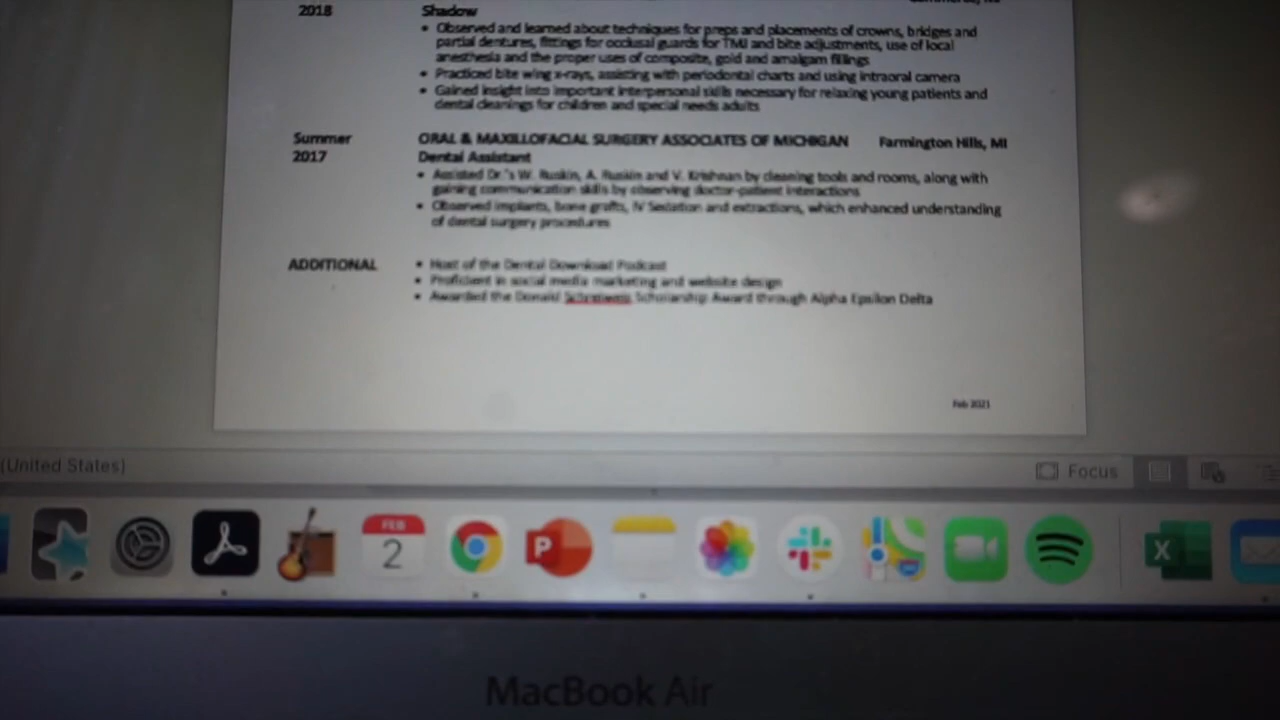 2018
Shadow
• Observed and learned about techniques for preps and placements of crowns, bridges and
partial dentures, fittings for occlusal guards for TMJ and bite adjustments, use of local
anesthesia and the proper uses of composite, gold and amalgam fillings
• Practiced bite wing x-rays, assisting with periodontal charts and using intraoral camera
• Gained insight into important interpersonal skills necessary for relaxing young patients and
dental cleanings for children and special needs adults
Summer ORAL & MAXILLOFACIAL SURGERY ASSOCIATES OF MICHIGAN Farmington Hills, MI
2017 Dental Assistant
• Assisted Dr.'s W. Ruskin, A. Ruskin and V. Krishnan by cleaning tools and rooms, along with
gaining communication skills by observing doctor-patient interactions
• Observed implants, bone grafts, IV Sedation and extractions, which enhanced understanding
of dental surgery procedures
ADDITIONAL • Host of the Dental Download Podcast
• Proficient in social media marketing and website design
• Awarded the Donald Scholarship Award through Alpha Epsilon Delta
Feb 2021
(United States)
Focus
FEB
2
P
X
MacBook Air